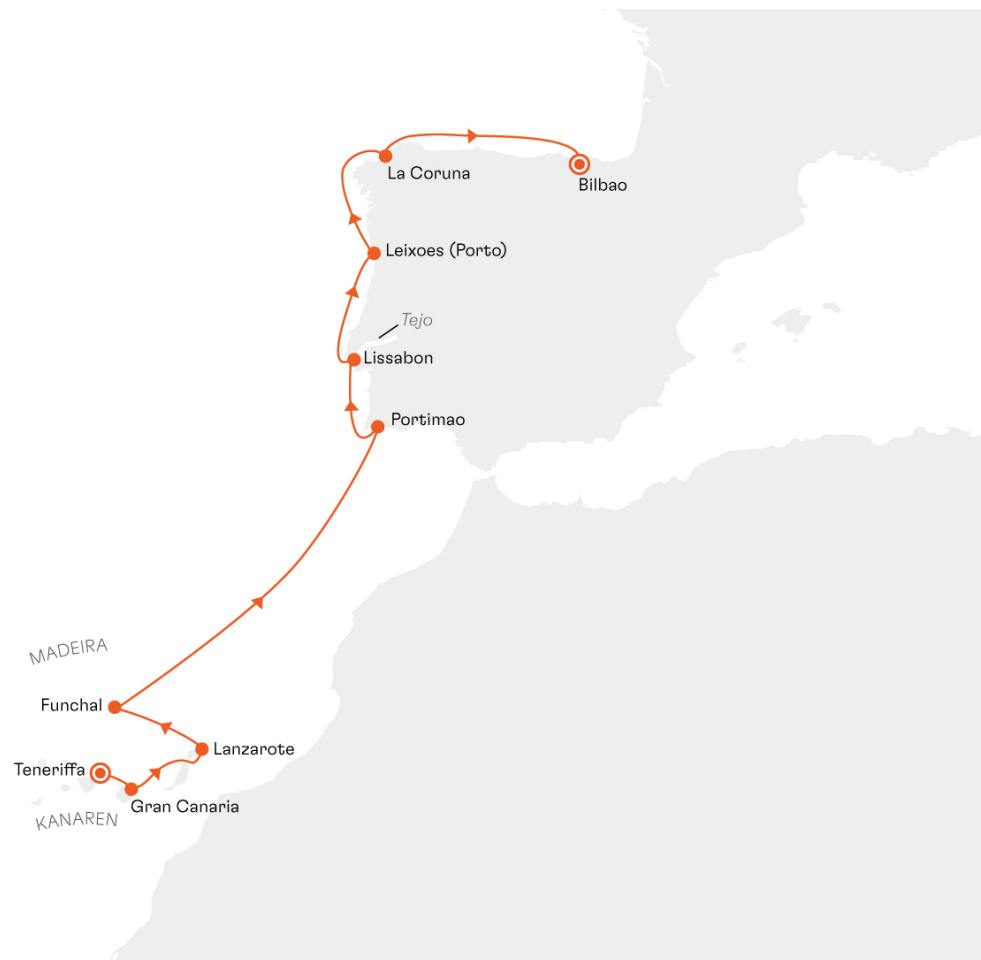 La Coruna
Bilbao
Leixoes (Porto)
Tejo
Lissabon
Portimao
MADEIRA
Funchal
Lanzarote
Teneriffa
Gran Canaria
KANAREN